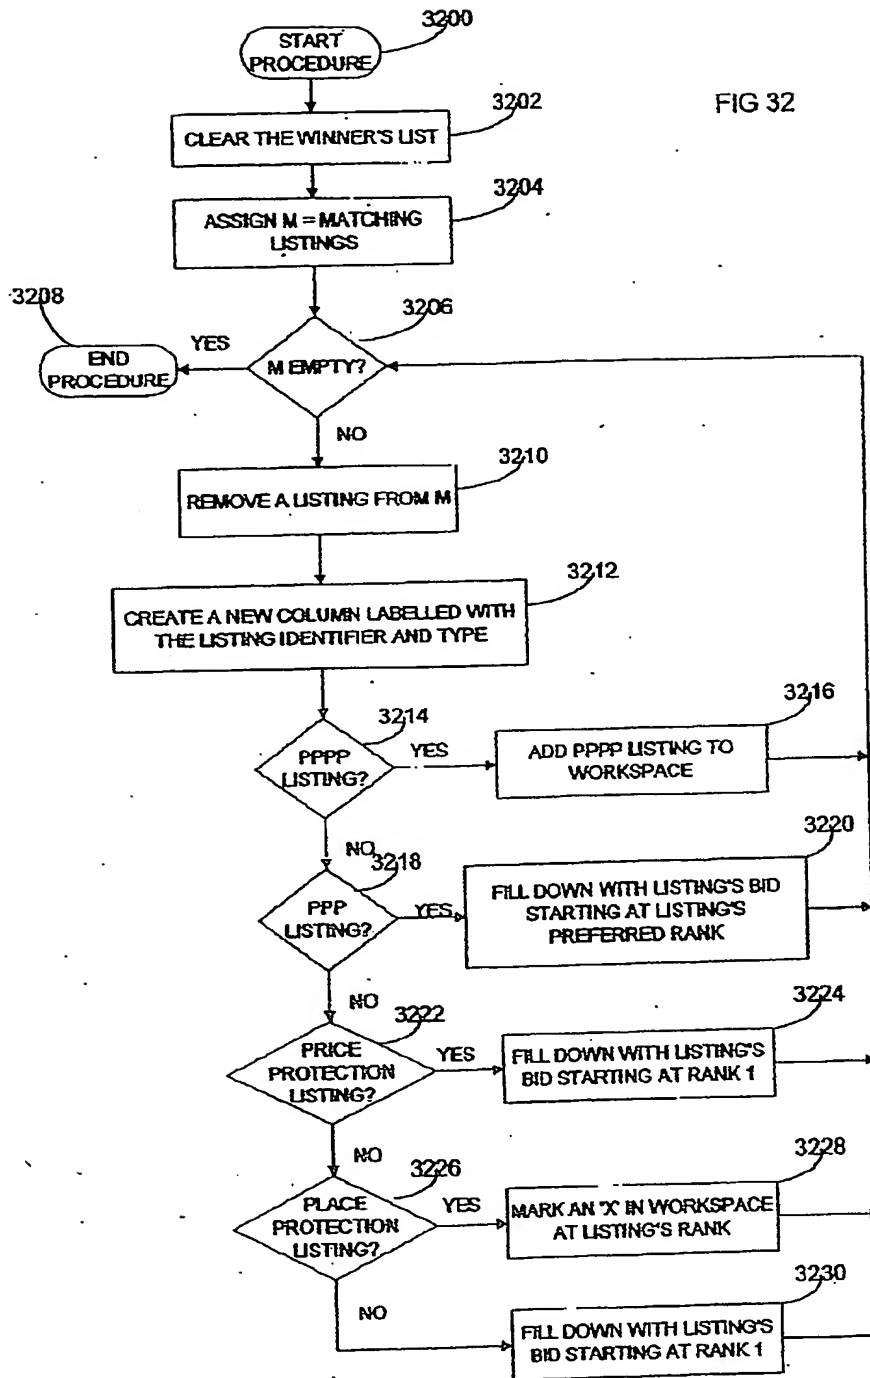 3200
START
PROCEDURE
FIG 32
3202
CLEAR THE WINNER'S LIST
3204
ASSIGN M = MATCHING
LISTINGS
3208
3206
YES
END
PROCEDURE
M EMPTY?
NO
3210
REMOVE A LISTING FROM M
3212
CREATE A NEW COLUMN LABELLED WITH
THE LISTING IDENTIFIER AND TYPE
3214
3216
PPPP
LISTING?
YES
ADD PPPP LISTING TO
WORKSPACE
NO
3218
3220
PPP
LISTING?
YES
FILL DOWN WITH LISTING'S BID
STARTING AT LISTING'S
PREFERRED RANK
NO
3222
3224
PRICE
PROTECTION
LISTING?
YES
FILL DOWN WITH LISTING'S
BID STARTING AT RANK 1
NO
3226
3228
PLACE
PROTECTION
LISTING?
YES
MARK AN 'X' IN WORKSPACE
AT LISTING'S RANK
NO
3230
FILL DOWN WITH LISTING'S
BID STARTING AT RANK 1